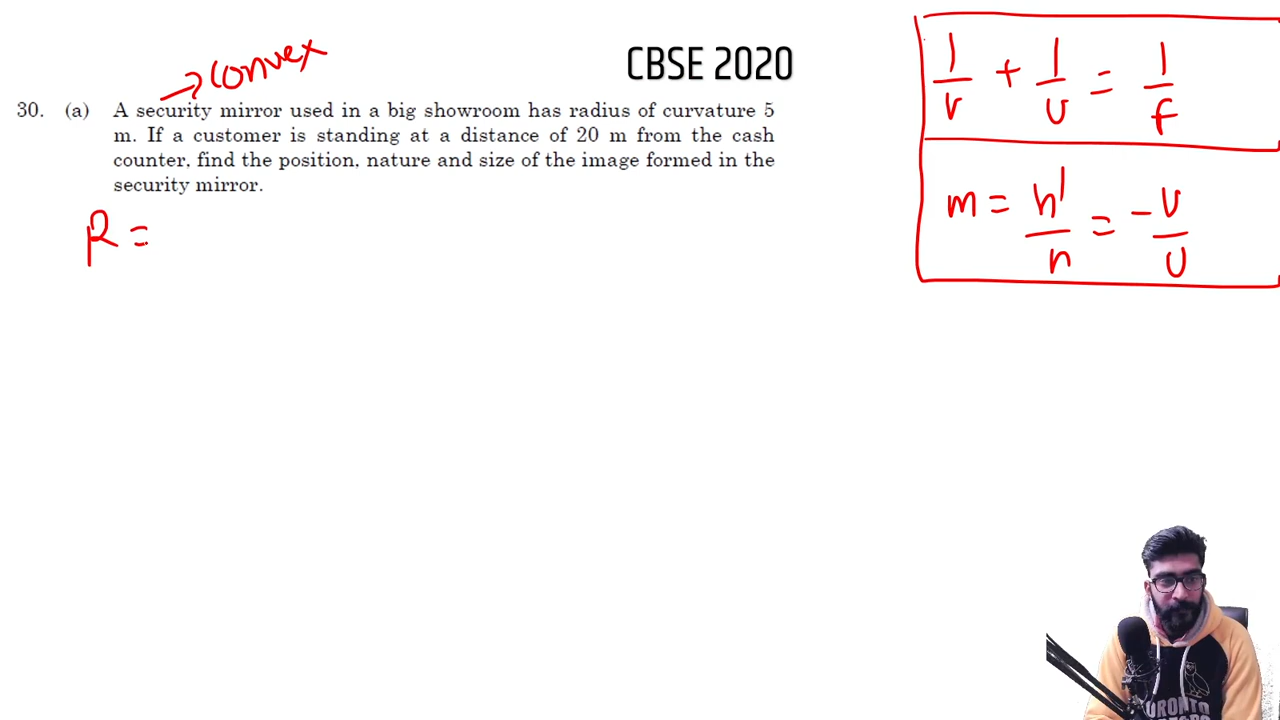 → convex
CBSE 2020
30. (a) A security mirror used in a big showroom has radius of curvature 5
m. If a customer is standing at a distance of 20 m from the cash
counter, find the position, nature and size of the image formed in the
security mirror.
R =
1/v + 1/u = 1/f
m = h'/h = -v/u
TORONTO